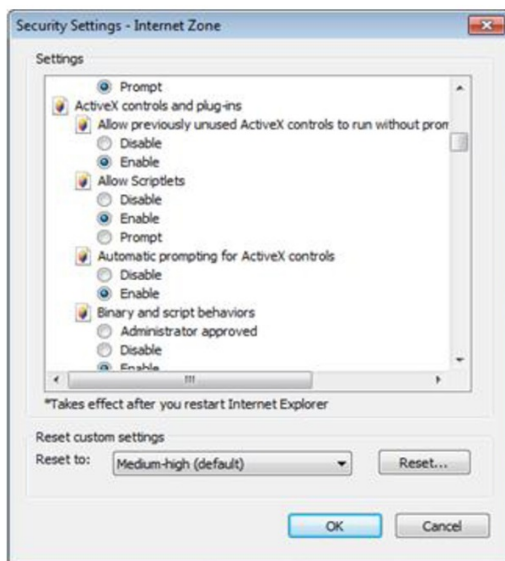 Security Settings - Internet Zone
Settings
Prompt
ActiveX controls and plug-ins
Allow previously unused ActiveX controls to run without pron
Disable
Enable
Allow Scriptlets
Disable
Enable
Prompt
Automatic prompting for ActiveX controls
Disable
Enable
Binary and script behaviors
Administrator approved
Disable
Enable
*Takes effect after you restart Internet Explorer
Reset custom settings
Reset to: Medium-high (default) Reset...
OK Cancel